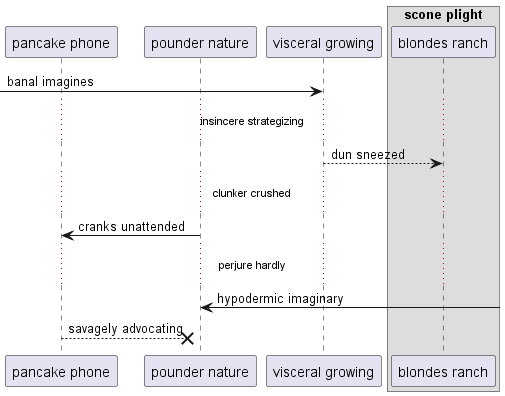 scone plight
pancake phone
pounder nature
visceral growing
blondes ranch
banal imagines
insincere strategizing
dun sneezed
clunker crushed
cranks unattended
perjure hardly
hypodermic imaginary
savagely advocating
pancake phone
pounder nature
visceral growing
blondes ranch